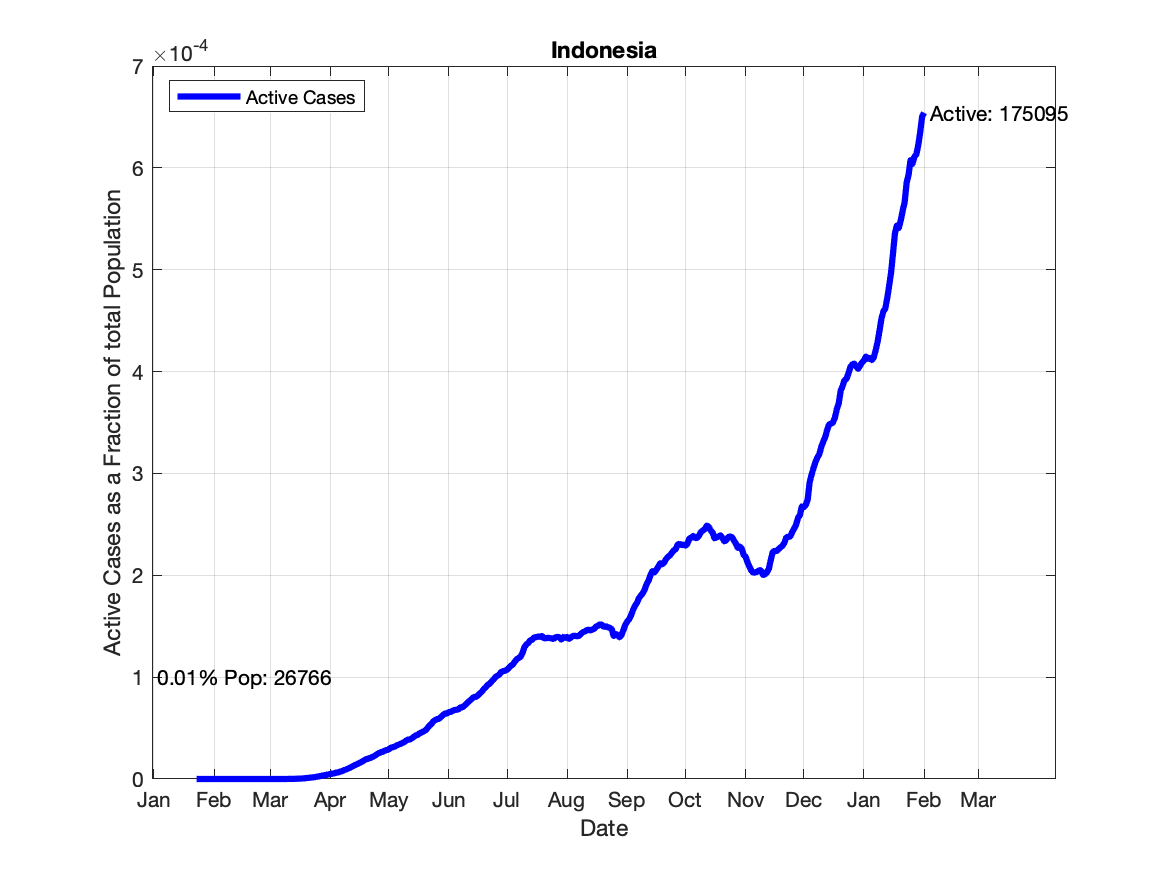 Indonesia
×10-4
7
Active Cases
Active: 175095
6
5
4
3
2
1
0.01% Pop: 26766
0
Active Cases as a Fraction of total Population
Jan Feb Mar Apr May Jun Jul Aug Sep Oct Nov Dec Jan Feb Mar
Date